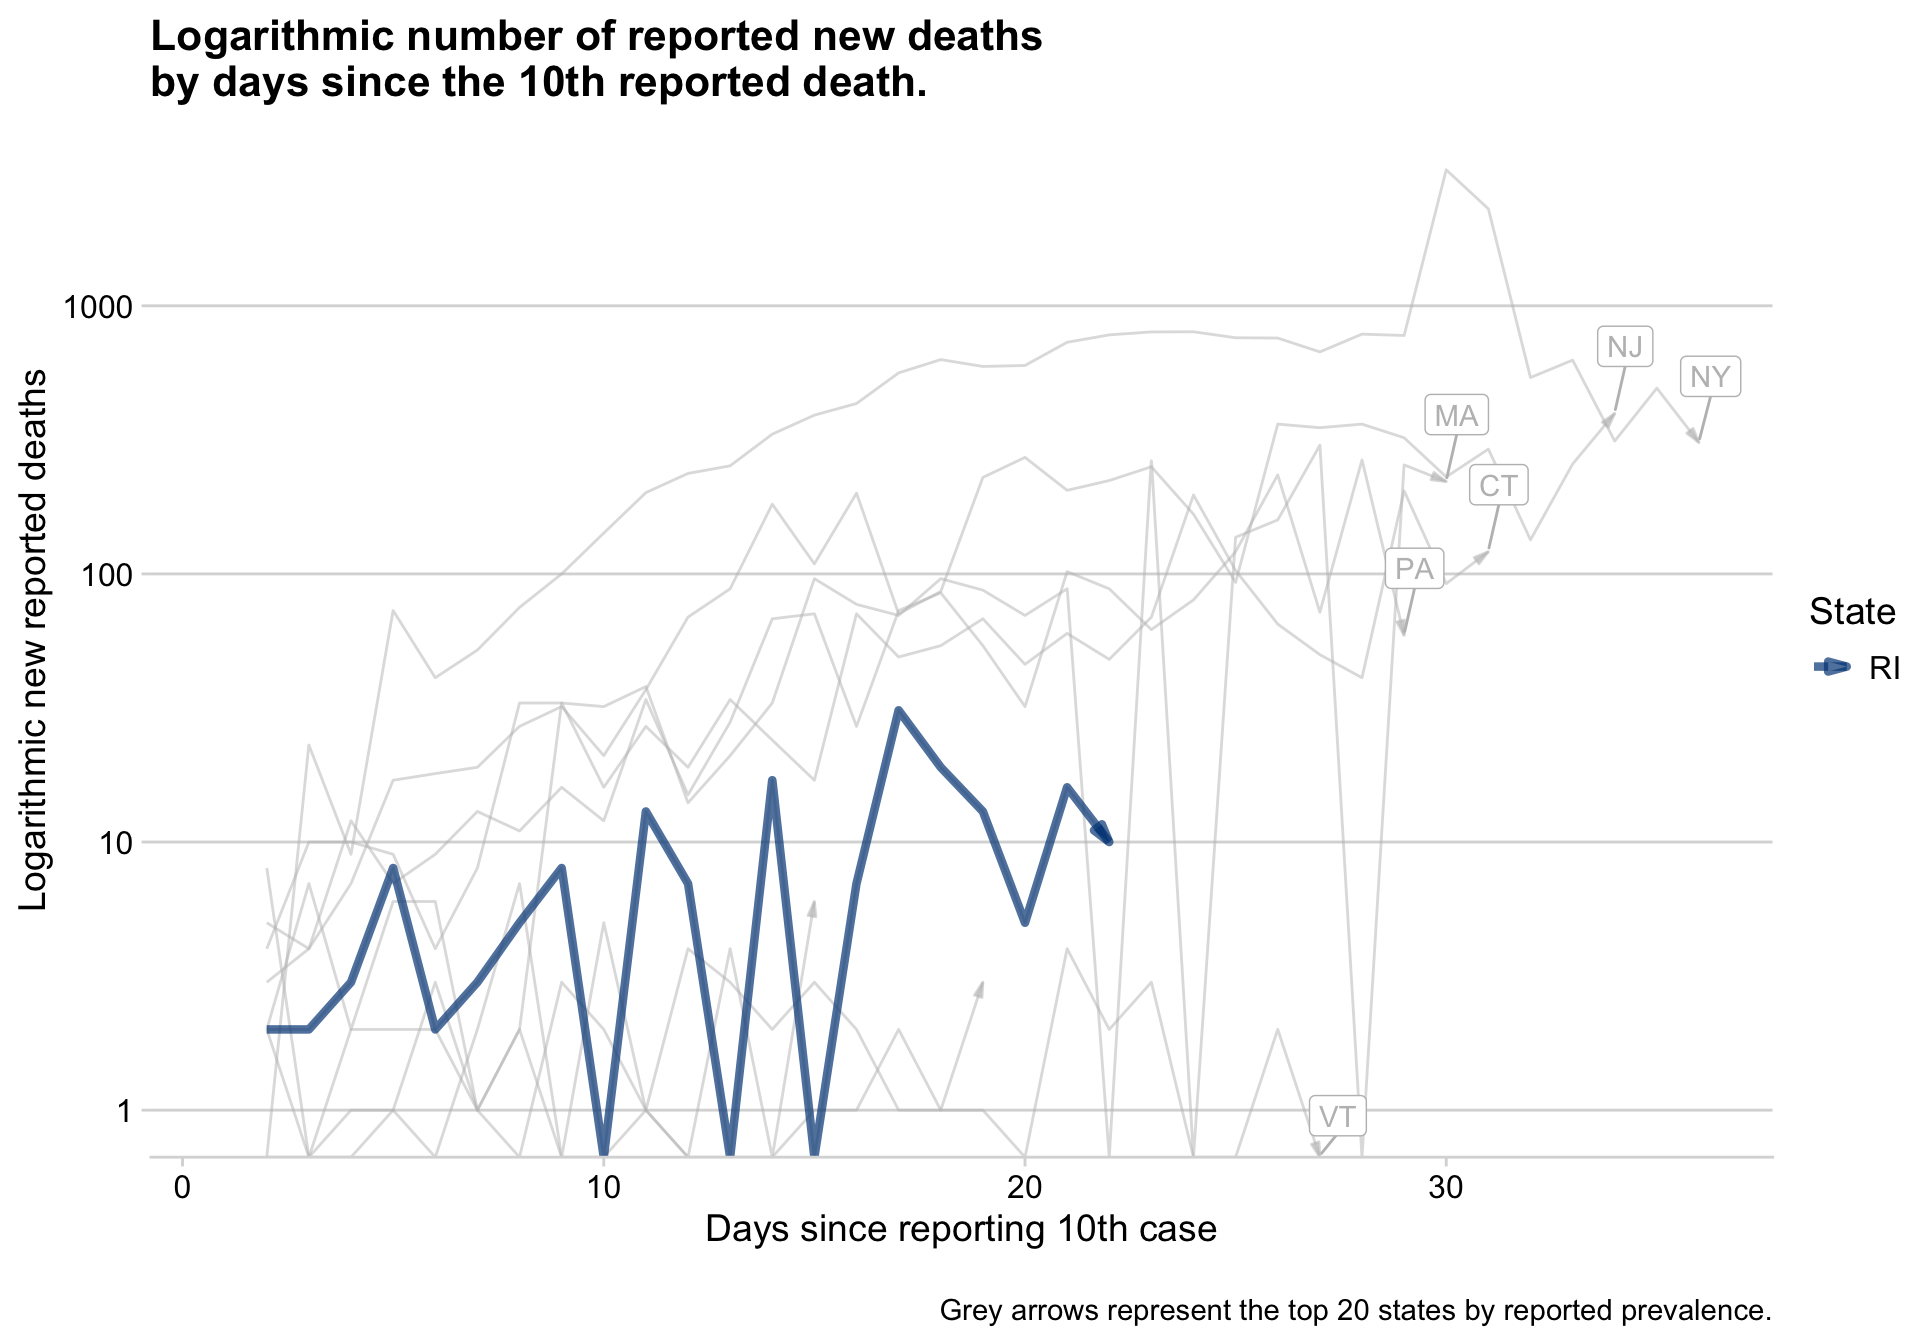 Logarithmic number of reported new deaths
by days since the 10th reported death.
Logarithmic new reported deaths
1000
100
10
1
NJ
NY
MA
CT
PA
VT
State
RI
0 10 20 30
Days since reporting 10th case
Grey arrows represent the top 20 states by reported prevalence.